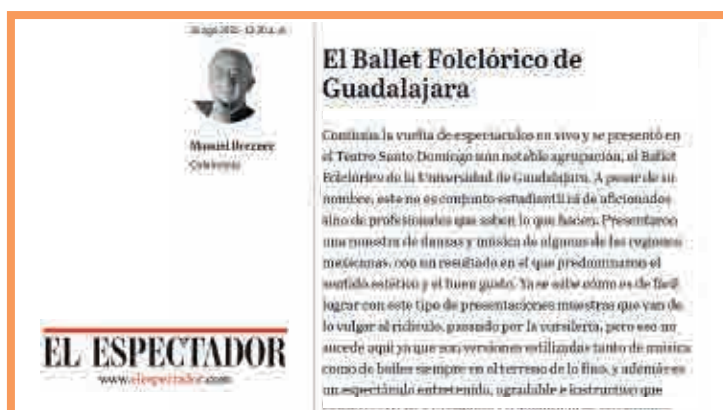 Manuel Drezner
Columnista
EL ESPECTADOR
www.elespectador.com
El Ballet Folclórico de
Guadalajara
Continúa la vuelta de espectáculos en vivo y se presentó en
el Teatro Santo Domingo una notable agrupación, el Ballet
Folclórico de la Universidad de Guadalajara. A pesar de su
nombre, este no es conjunto estudiantil ni de aficionados
sino de profesionales que saben lo que hacen. Presentaron
una muestra de danzas y música de algunas de las regiones
mexicanas, con un resultado en el que predominaron el
sentido estético y el buen gusto. Ya se sabe cómo es de fácil
lograr con este tipo de presentaciones muestras que van de
lo vulgar al ridículo, pasando por la cursilería, pero eso no
sucede aquí ya que son versiones estilizadas tanto de música
como de bailes siempre en el terreno de lo fino, y además es
un espectáculo entretenido, agradable e instructivo que